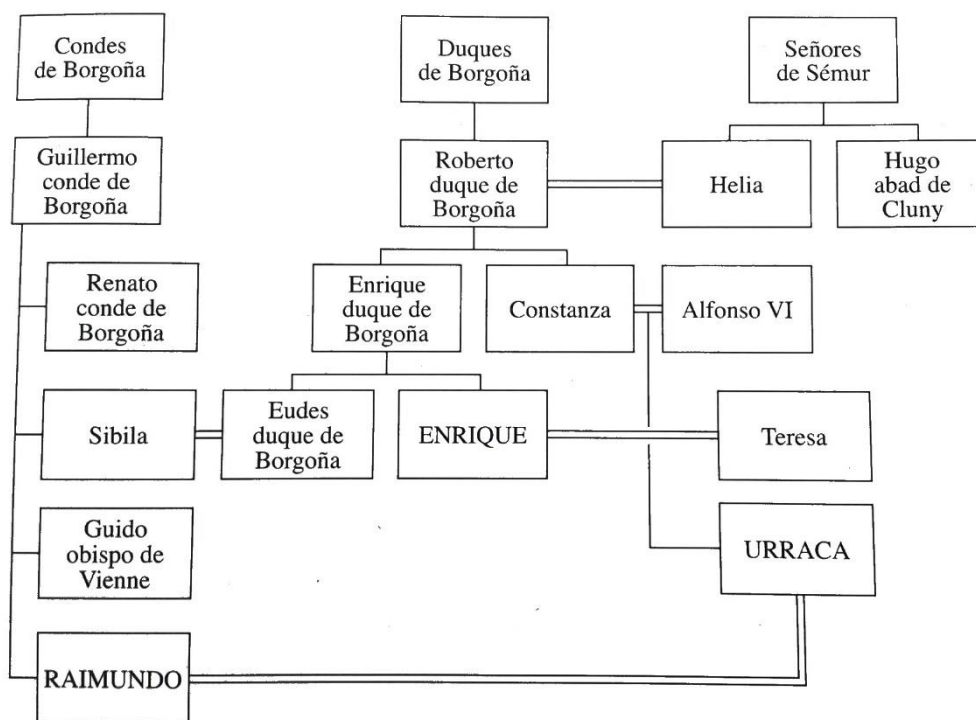 Condes
de Borgoña
Duques
de Borgoña
Señores
de Sémur
Guillermo
conde de
Borgoña
Roberto
duque de
Borgoña
Helia
Hugo
abad de
Cluny
Renato
conde de
Borgoña
Enrique
duque de
Borgoña
Constanza
Alfonso VI
Sibila
Eudes
duque de
Borgoña
ENRIQUE
Teresa
Guido
obispo de
Vienne
URRACA
RAIMUNDO